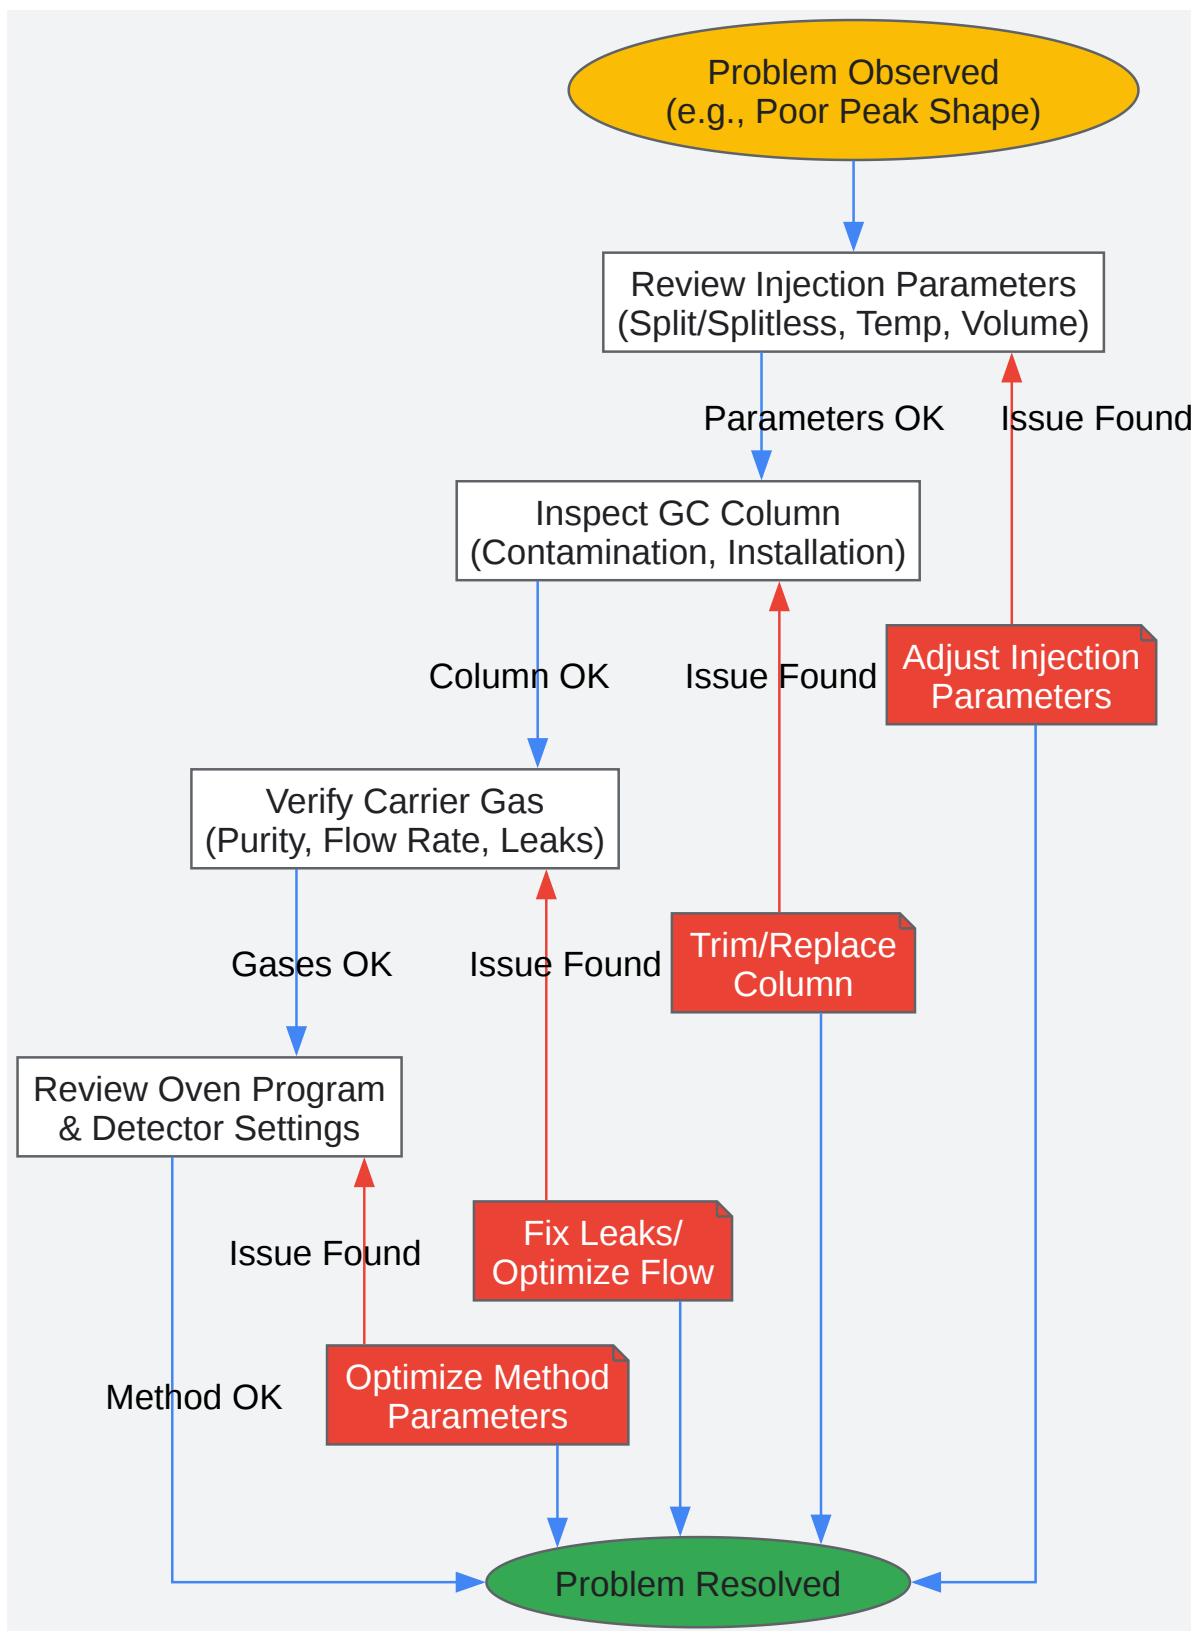 Problem Observed
(e.g., Poor Peak Shape)
Review Injection Parameters
(Split/Splitless, Temp, Volume)
Parameters OK
Issue Found
Inspect GC Column
(Contamination, Installation)
Column OK
Issue Found
Adjust Injection
Parameters
Verify Carrier Gas
(Purity, Flow Rate, Leaks)
Gases OK
Issue Found
Trim/Replace
Column
Review Oven Program
& Detector Settings
Issue Found
Fix Leaks/
Optimize Flow
Method OK
Optimize Method
Parameters
Problem Resolved